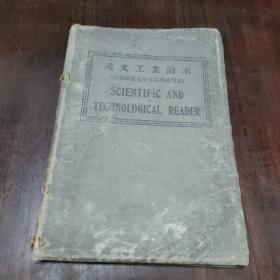 英文工業讀本
SCIENTIFIC AND
TECHNOLOGICAL READER